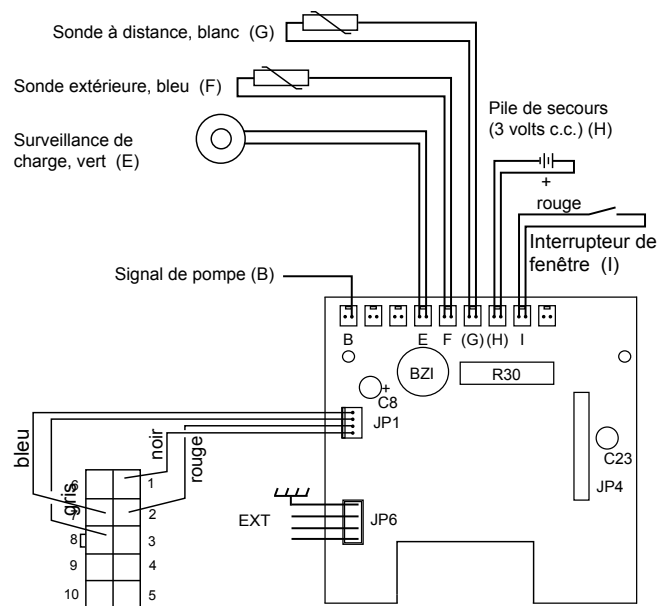 Sonde à distance, blanc (G)
Sonde extérieure, bleu (F)
Surveillance de
charge, vert (E)
Pile de secours
(3 volts c.c.) (H)
+
rouge
Interrupteur de
fenêtre (I)
Signal de pompe (B)
B E F (G) (H) I
BZI
R30
+
C8
JP1
C23
JP4
JP6
EXT
bleu
gris
noir
rouge
6 1
7 2
8 3
9 4
10 5